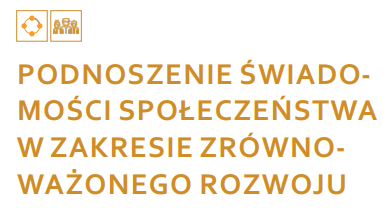 PODNOSZENIE ŚWIADO-
MOŚCI SPOŁECZEŃSTWA
W ZAKRESIE ZRÓWNO-
WAŻONEGO ROZWOJU